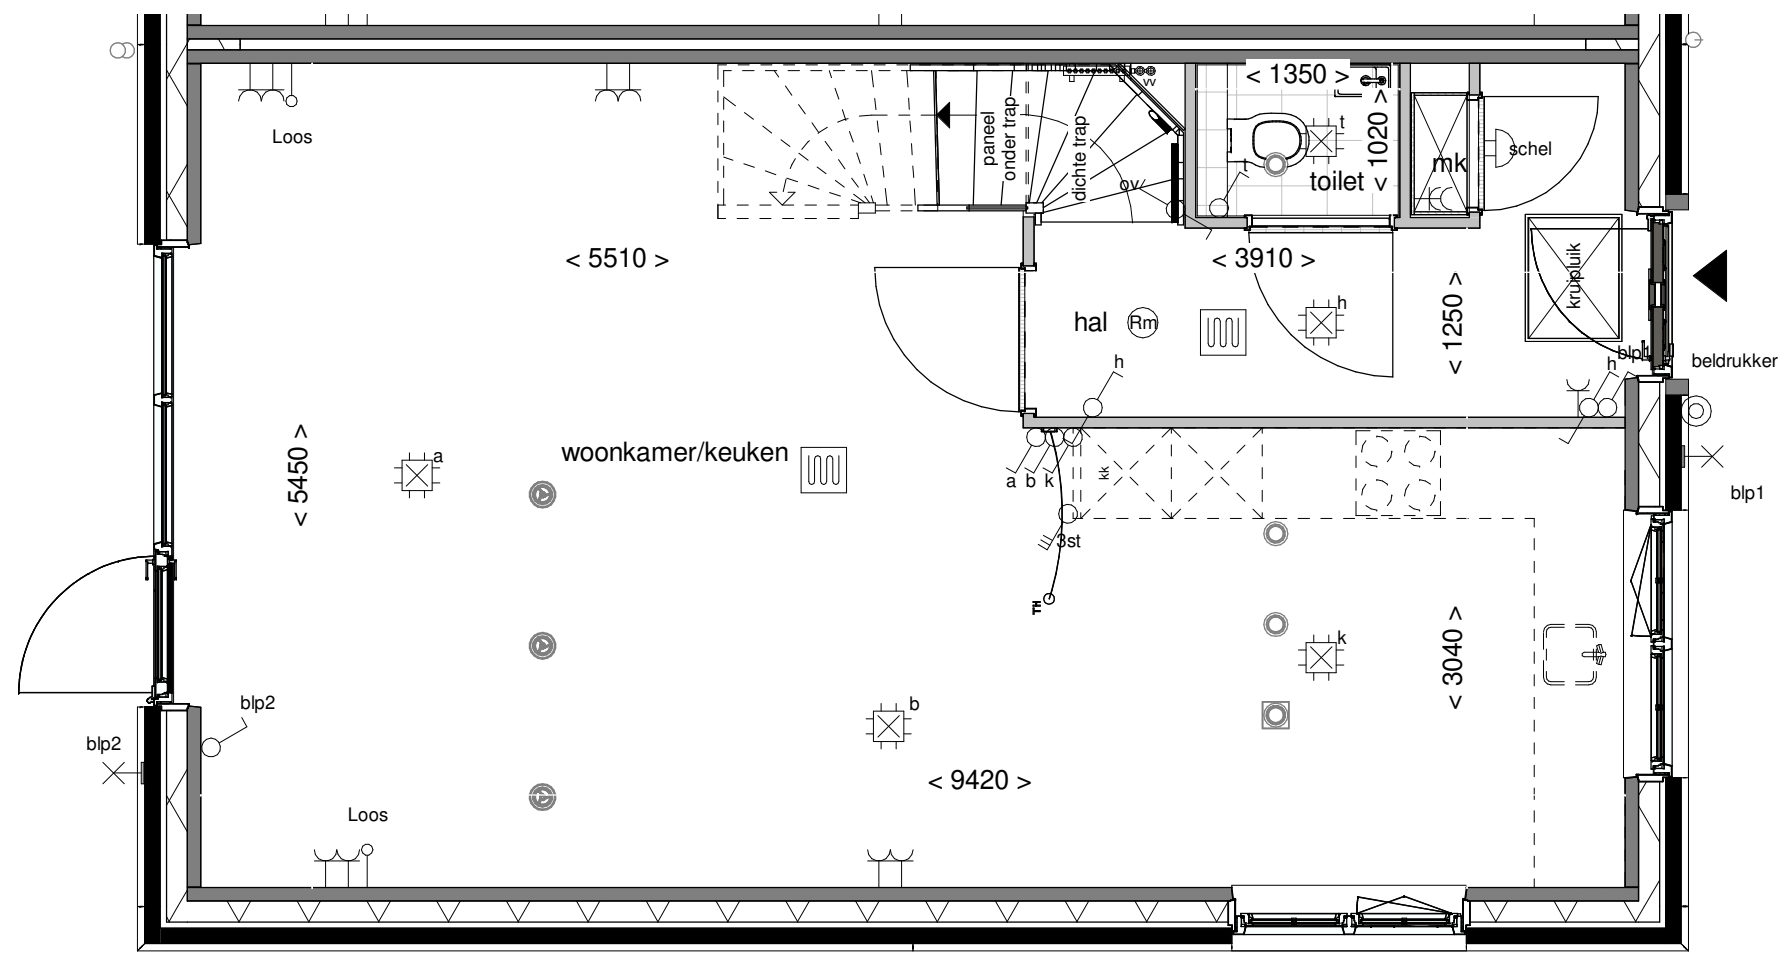 vv
< 1350 >
Loos
paneel
onder trap
dichte trap
< 1020 >
t
schel
mk
ov
t
toilet
< 5510 >
< 3910 >
kruipluik
hal
Rm
h
< 1250 >
h
h
blp1
beldrukker
woonkamer/keuken
a
< 5450 >
a b k
kk
blp1
3st
TH
k
< 3040 >
blp2
b
blp2
< 9420 >
Loos